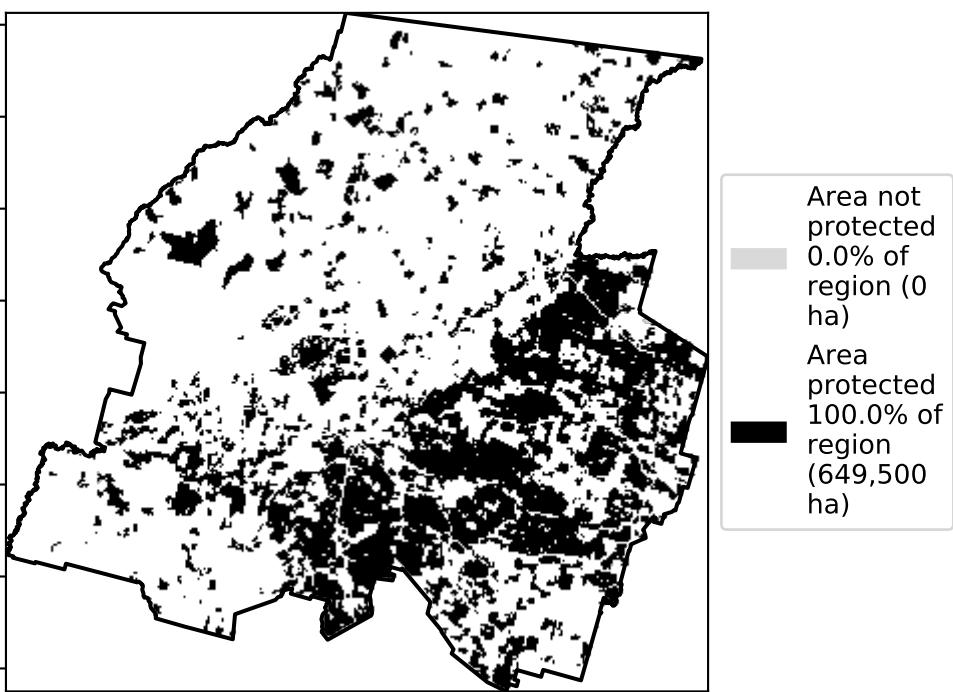 Area not
protected
0.0% of
region (0
ha)
Area
protected
100.0% of
region
(649,500
ha)